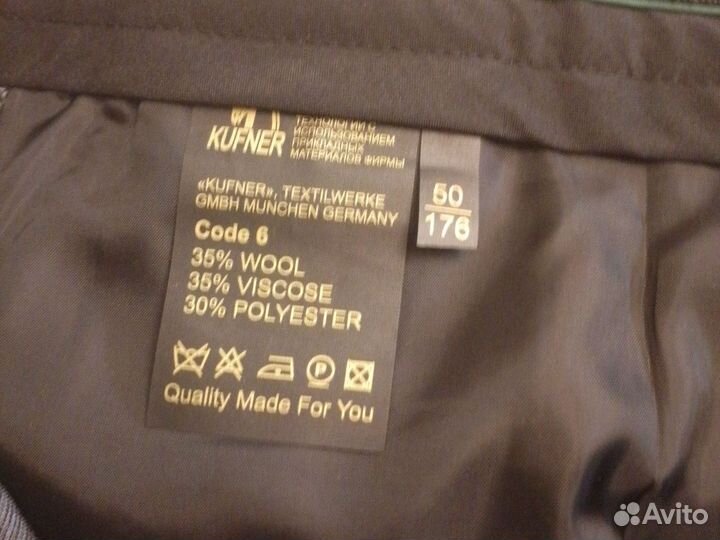 ТЕХНОЛОГИИ С
ИСПОЛЬЗОВАНИЕМ
ПРИКЛАДНЫХ
МАТЕРИАЛОВ ФИРМЫ
KUFNER
«KUFNER», TEXTILWERKE
GMBH MUNCHEN GERMANY
Code 6
35% WOOL
35% VISCOSE
30% POLYESTER
P
Quality Made For You
50
176
Avito